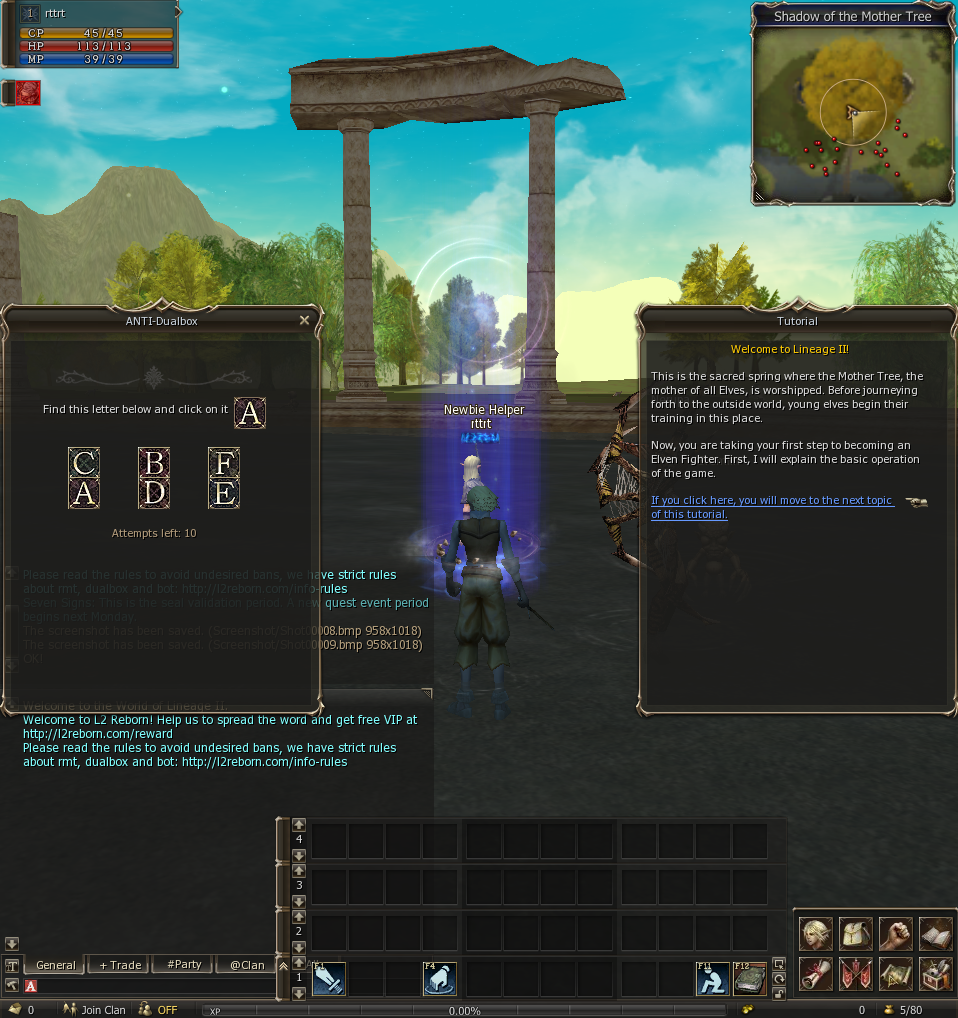 1 rttrt
CP 45/45
HP 113/113
MP 39/39
Shadow of the Mother Tree
ANTI-Dualbox
Find this letter below and click on it A
C B F
A D E
Attempts left: 10
Newbie Helper
rttrt
Tutorial
Welcome to Lineage II!
This is the sacred spring where the Mother Tree, the
mother of all Elves, is worshipped. Before journeying
forth to the outside world, young elves begin their
training in this place.
Now, you are taking your first step to becoming an
Elven Fighter. First, I will explain the basic operation
of the game.
If you click here, you will move to the next topic
of this tutorial.
Please read the rules to avoid undesired bans, we have strict rules
about rmt, dualbox and bot: http://l2reborn.com/info-rules
Seven Signs: This is the seal validation period. A new quest event period
begins next Monday.
The screenshot has been saved. (Screenshot/Shot00008.bmp 958x1018)
The screenshot has been saved. (Screenshot/Shot00009.bmp 958x1018)
OK!
Welcome to the World of Lineage II.
Welcome to L2 Reborn! Help us to spread the word and get free VIP at
http://l2reborn.com/reward
Please read the rules to avoid undesired bans, we have strict rules
about rmt, dualbox and bot: http://l2reborn.com/info-rules
4
3
2
1
F1 F4 F11 F12
General + Trade #Party @Clan
A
0 Join Clan OFF XP 0.00% 0 5/80